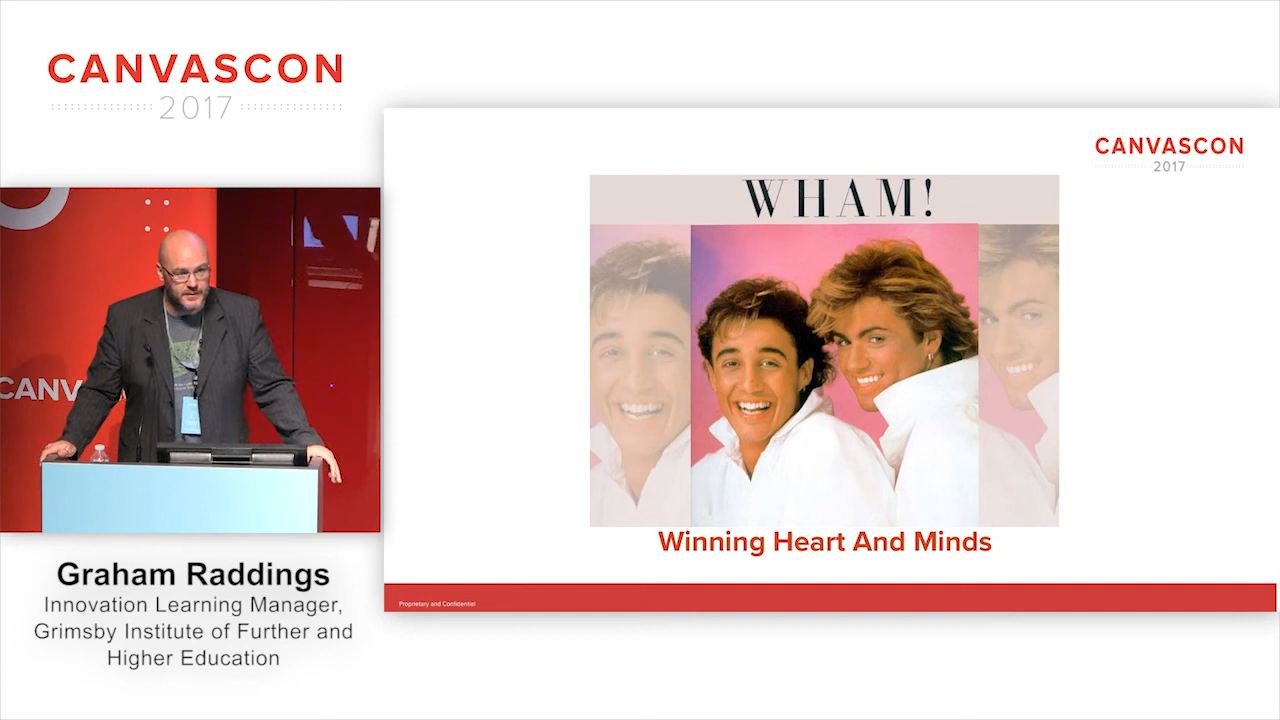 CANVASCON
2017
CANVASCON
2017
WHAM!
CANV
Winning Heart And Minds
Graham Raddings
Innovation Learning Manager,
Grimsby Institute of Further and
Higher Education
Proprietary and Confidential